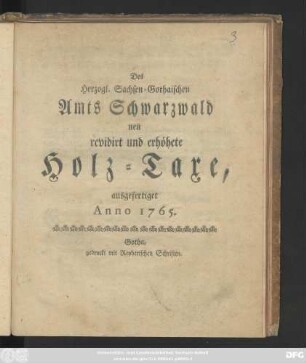 3
Des
Herzogl. Sachsen-Gothaischen
Amts Schwarzwald
neu
revidirt und erhöhete
Holz-Taxe,
ausgefertiget
Anno 1765.
Gotha,
gedruckt mit Reyherischen Schriften.